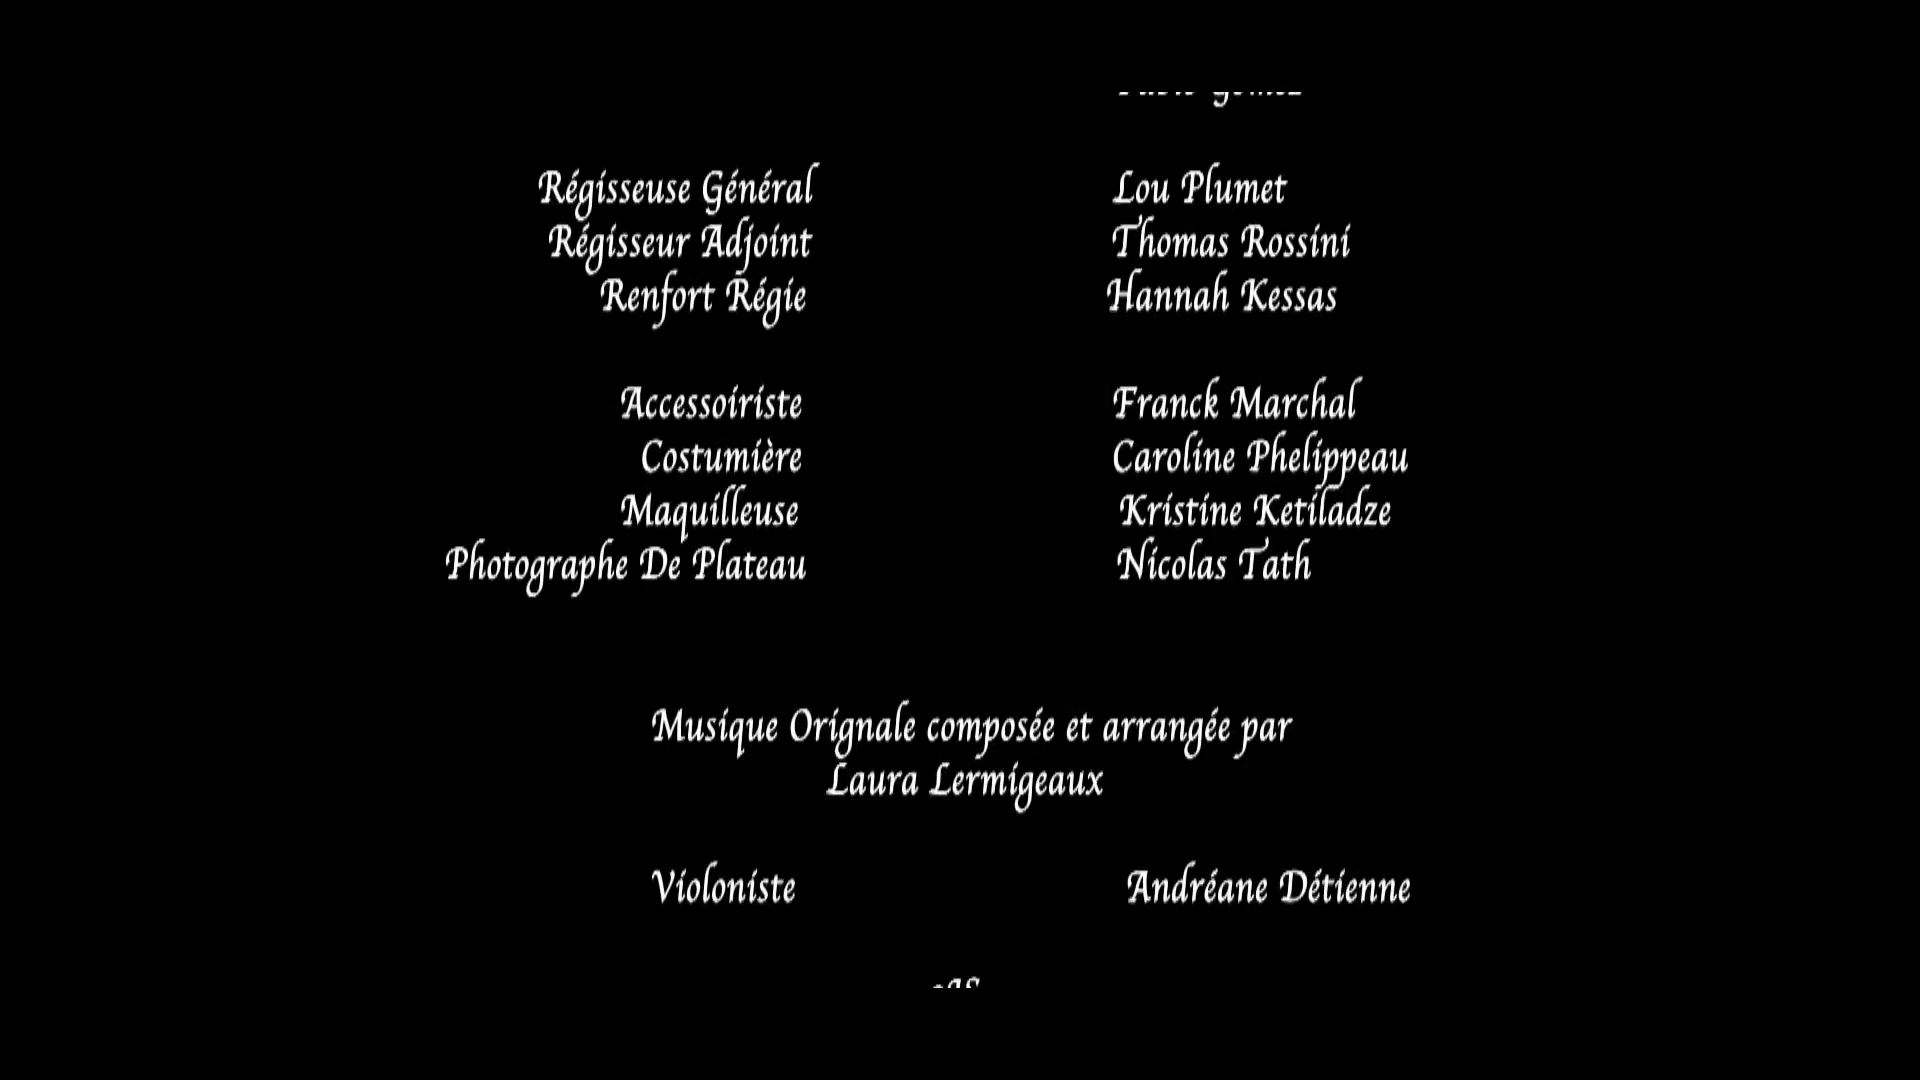 Régisseuse Général Lou Plumet
Régisseur Adjoint Thomas Rossini
Renfort Régie Hannah Kessas
Accessoiriste Franck Marchal
Costumière Caroline Phelippeau
Maquilleuse Kristine Ketiladze
Photographe De Plateau Nicolas Tath
Musique Orignale composée et arrangée par
Laura Lermigeaux
Violoniste Andréane Détienne